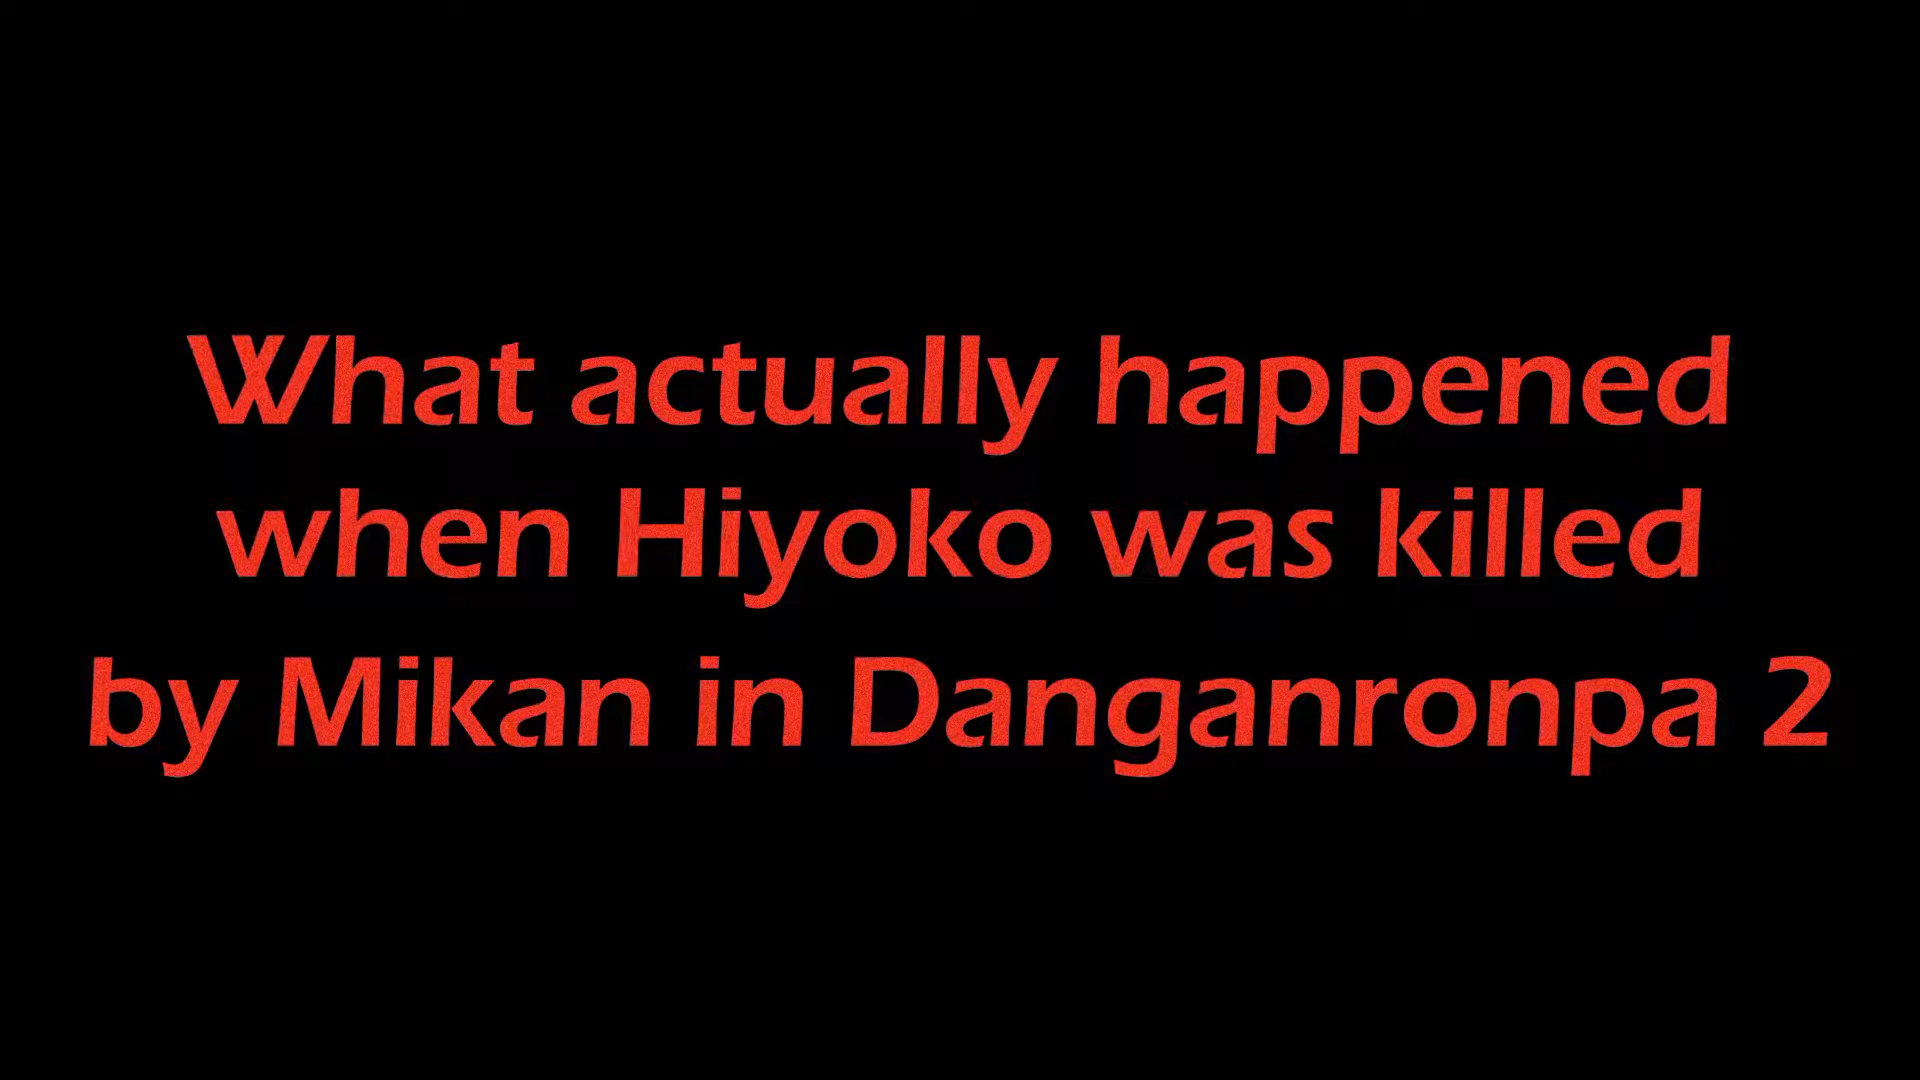 What actually happened
when Hiyoko was killed
by Mikan in Danganronpa 2